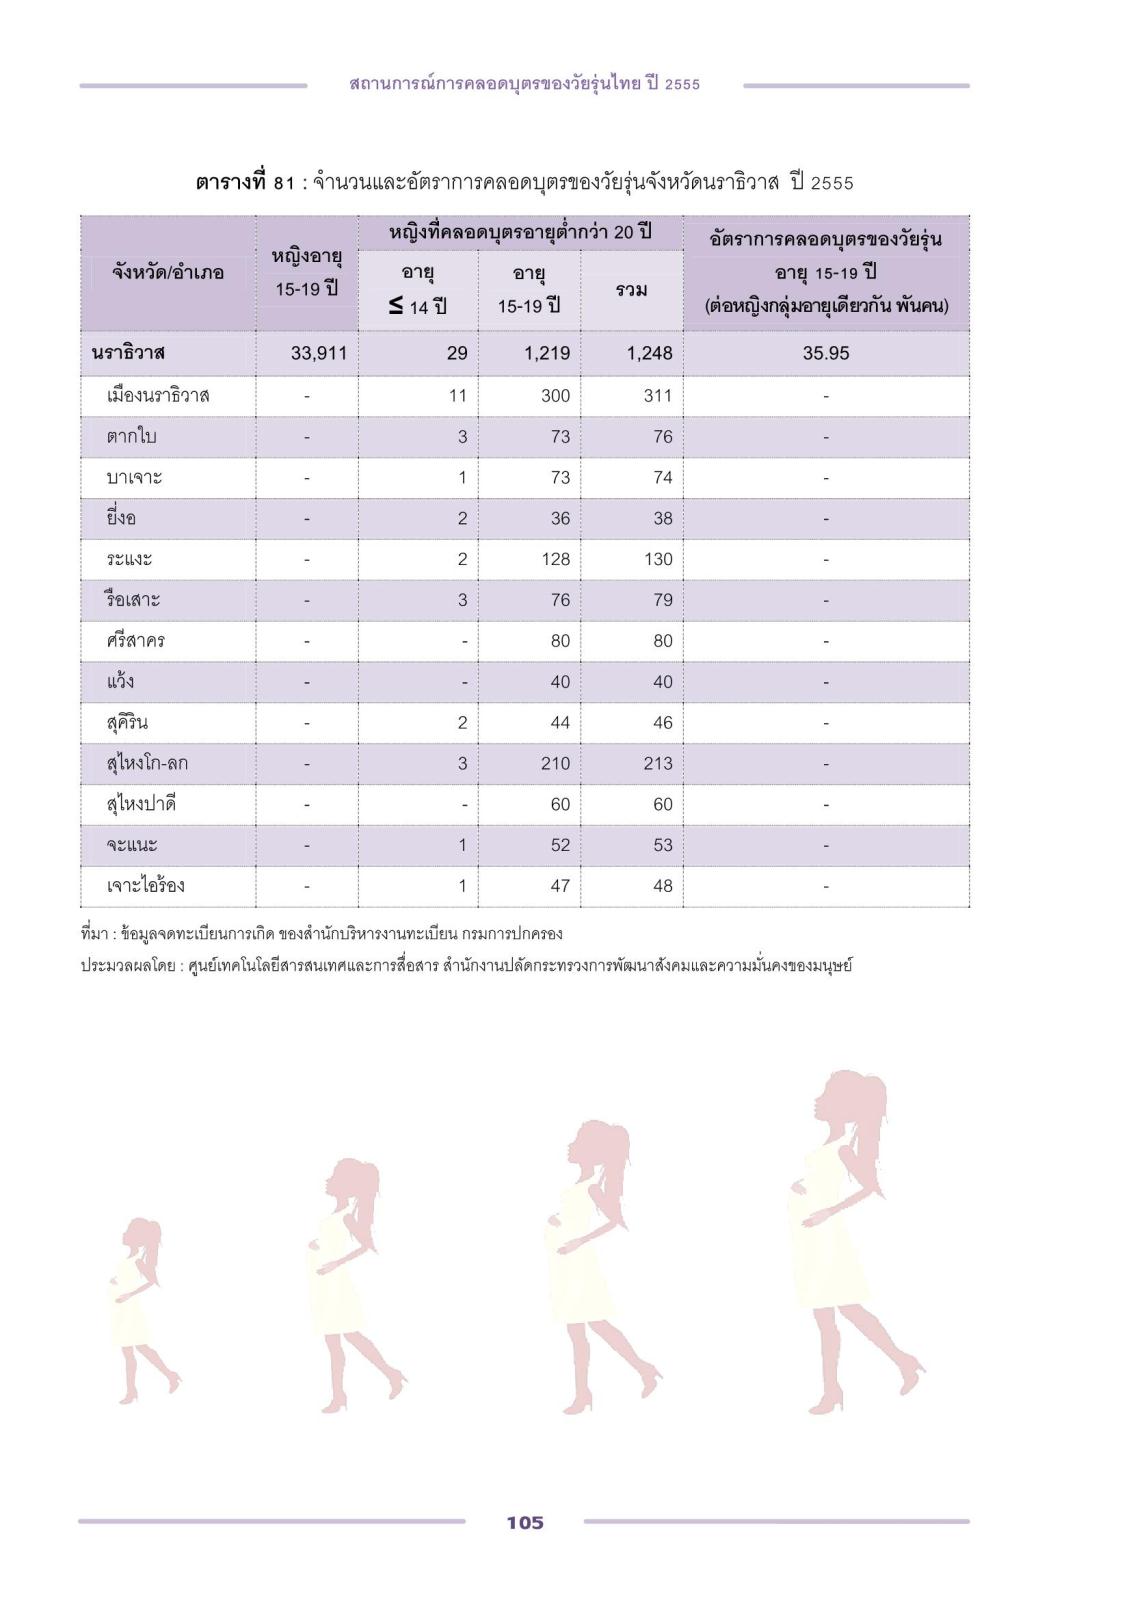 สถานการณ์การคลอดบุตรของวัยรุ่นไทย ปี 2555
ตารางที่ 81 : จำนวนและอัตราการคลอดบุตรของวัยรุ่นจังหวัดนราธิวาส ปี 2555
จังหวัด/อำเภอ
หญิงอายุ
15-19 ปี
หญิงที่คลอดบุตรอายุต่ำกว่า 20 ปี
อายุ
≤ 14 ปี
อายุ
15-19 ปี
รวม
อัตราการคลอดบุตรของวัยรุ่น
อายุ 15-19 ปี
(ต่อหญิงกลุ่มอายุเดียวกัน พันคน)
นราธิวาส 33,911 29 1,219 1,248 35.95
เมืองนราธิวาส - 11 300 311 -
ตากใบ - 3 73 76 -
บาเจาะ - 1 73 74 -
ยี่งอ - 2 36 38 -
ระแงะ - 2 128 130 -
รือเสาะ - 3 76 79 -
ศรีสาคร - - 80 80 -
แว้ง - - 40 40 -
สุคิริน - 2 44 46 -
สุไหงโก-ลก - 3 210 213 -
สุไหงปาดี - - 60 60 -
จะแนะ - 1 52 53 -
เจาะไอร้อง - 1 47 48 -
ที่มา : ข้อมูลจดทะเบียนการเกิด ของสำนักบริหารงานทะเบียน กรมการปกครอง
ประมวลผลโดย : ศูนย์เทคโนโลยีสารสนเทศและการสื่อสาร สำนักงานปลัดกระทรวงการพัฒนาสังคมและความมั่นคงของมนุษย์
105